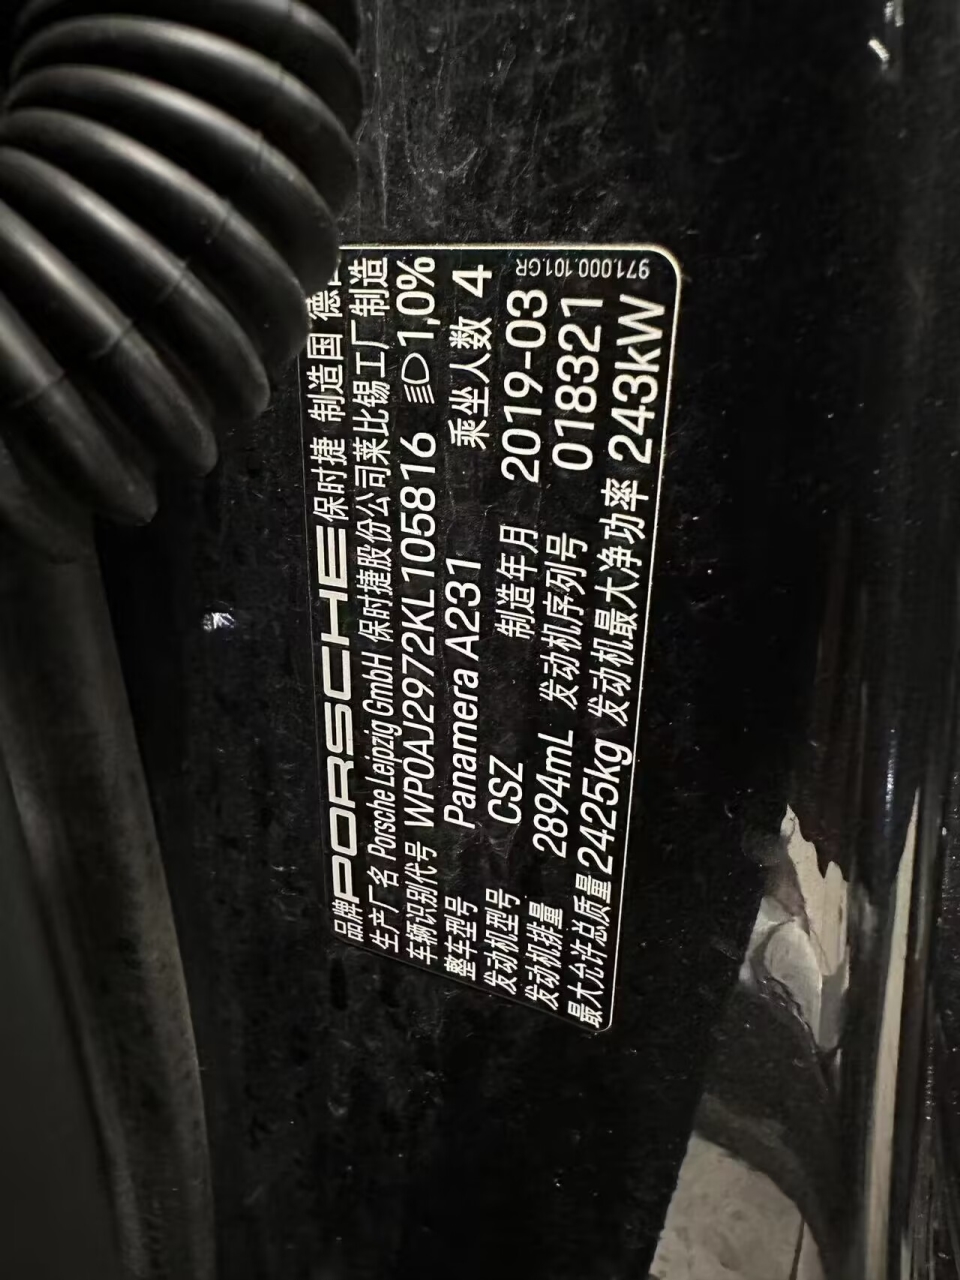 品牌 PORSCHE 保时捷 制造国 德
生产厂名 Porsche Leipzig GmbH 保时捷股份公司莱比锡工厂制造
车辆识别代号 WP0AJ2972KL105816 1,0%
整车型号 Panamera A231 乘坐人数 4
发动机型号 CSZ 制造年月 2019-03
发动机排量 2894mL 发动机序列号 018321
最大允许总质量 2425kg 发动机最大净功率 243kW
971.000.101.GR